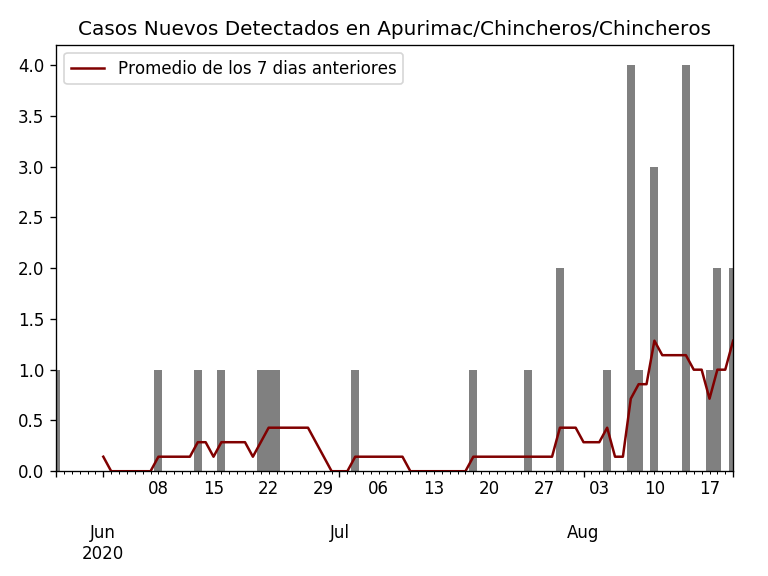 Casos Nuevos Detectados en Apurimac/Chincheros/Chincheros
Promedio de los 7 dias anteriores
4.0
3.5
3.0
2.5
2.0
1.5
1.0
0.5
0.0
08 15 22 29 06 13 20 27 03 10 17
Jun Jul Aug
2020